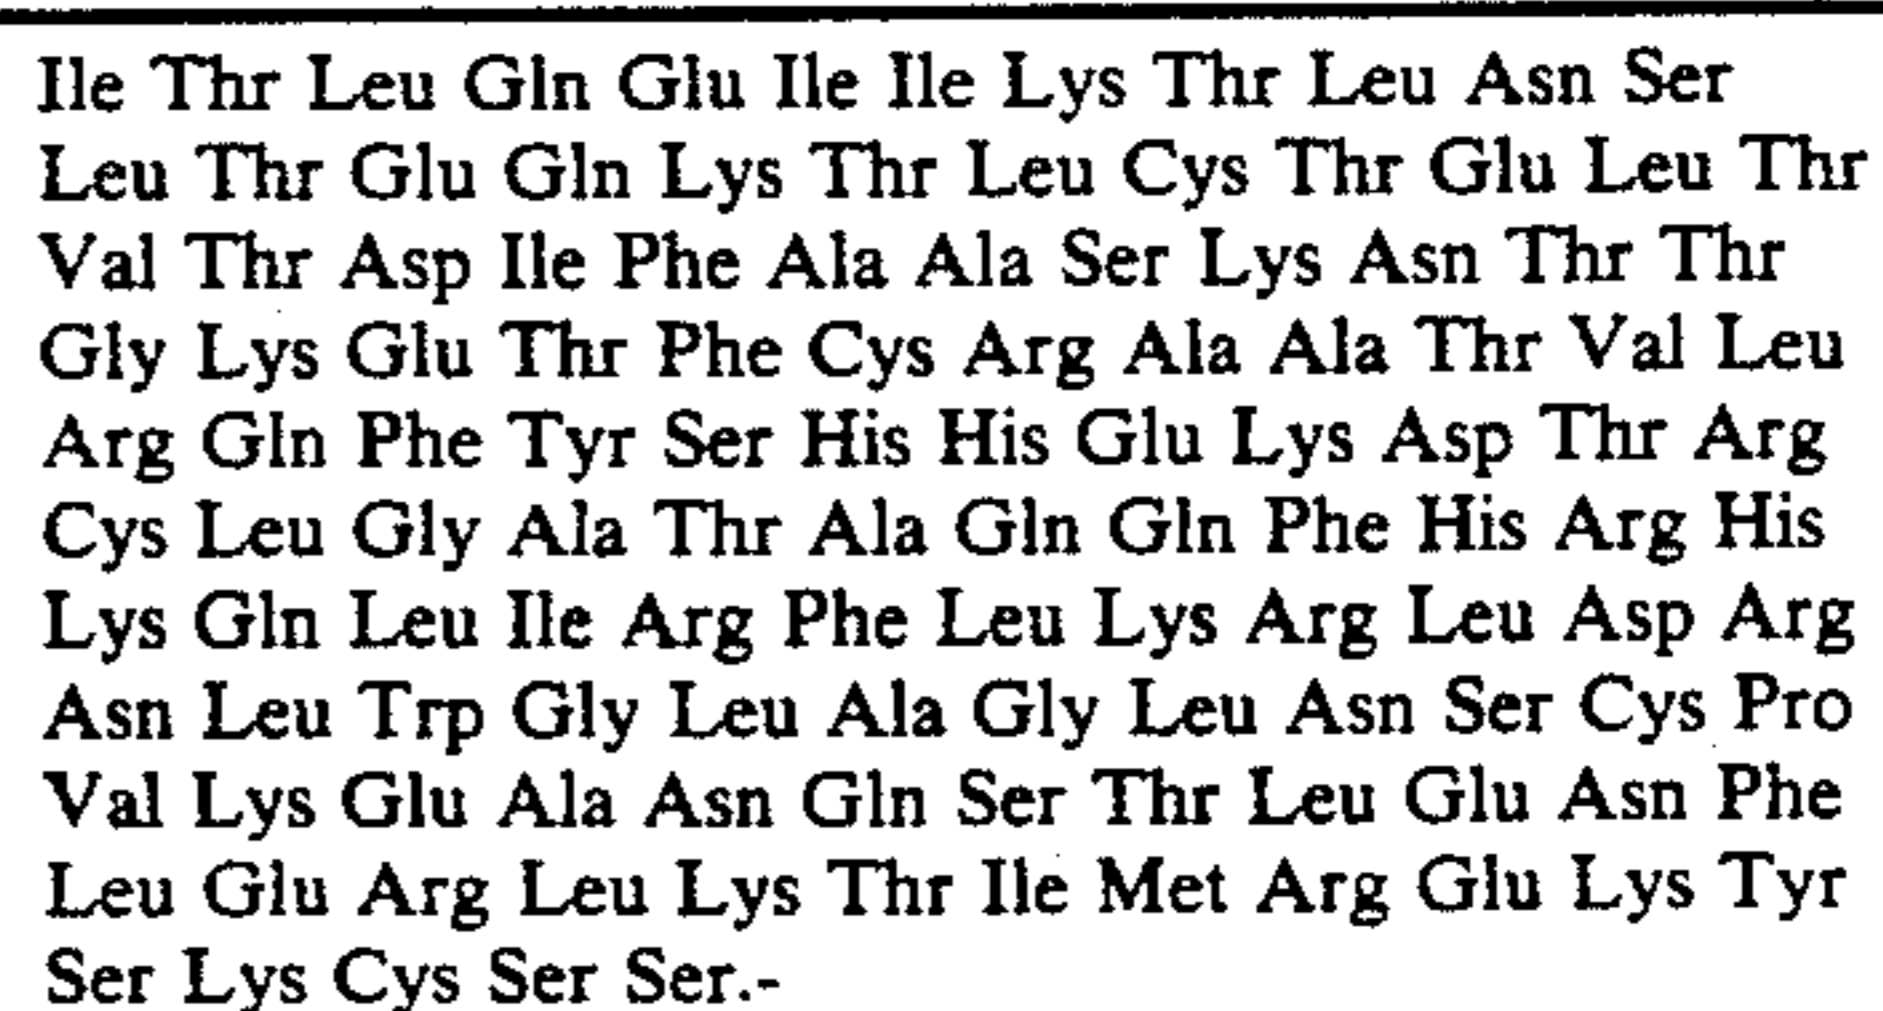 Ile Thr Leu Gln Glu Ile Ile Lys Thr Leu Asn Ser
Leu Thr Glu Gln Lys Thr Leu Cys Thr Glu Leu Thr
Val Thr Asp Ile Phe Ala Ala Ser Lys Asn Thr Thr
Gly Lys Glu Thr Phe Cys Arg Ala Ala Thr Val Leu
Arg Gln Phe Tyr Ser His His Glu Lys Asp Thr Arg
Cys Leu Gly Ala Thr Ala Gln Gln Phe His Arg His
Lys Gln Leu Ile Arg Phe Leu Lys Arg Leu Asp Arg
Asn Leu Trp Gly Leu Ala Gly Leu Asn Ser Cys Pro
Val Lys Glu Ala Asn Gln Ser Thr Leu Glu Asn Phe
Leu Glu Arg Leu Lys Thr Ile Met Arg Glu Lys Tyr
Ser Lys Cys Ser Ser.-